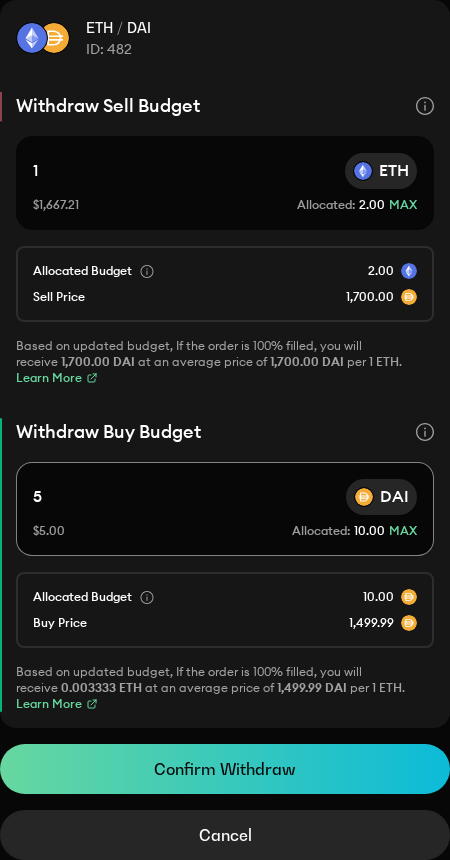 ETH / DAI
ID: 482
Withdraw Sell Budget
1 ETH
$1,667.21 Allocated: 2.00 MAX
Allocated Budget 2.00
Sell Price 1,700.00
Based on updated budget, If the order is 100% filled, you will
receive 1,700.00 DAI at an average price of 1,700.00 DAI per 1 ETH.
Learn More
Withdraw Buy Budget
5 DAI
$5.00 Allocated: 10.00 MAX
Allocated Budget 10.00
Buy Price 1,499.99
Based on updated budget, If the order is 100% filled, you will
receive 0.003333 ETH at an average price of 1,499.99 DAI per 1 ETH.
Learn More
Confirm Withdraw
Cancel